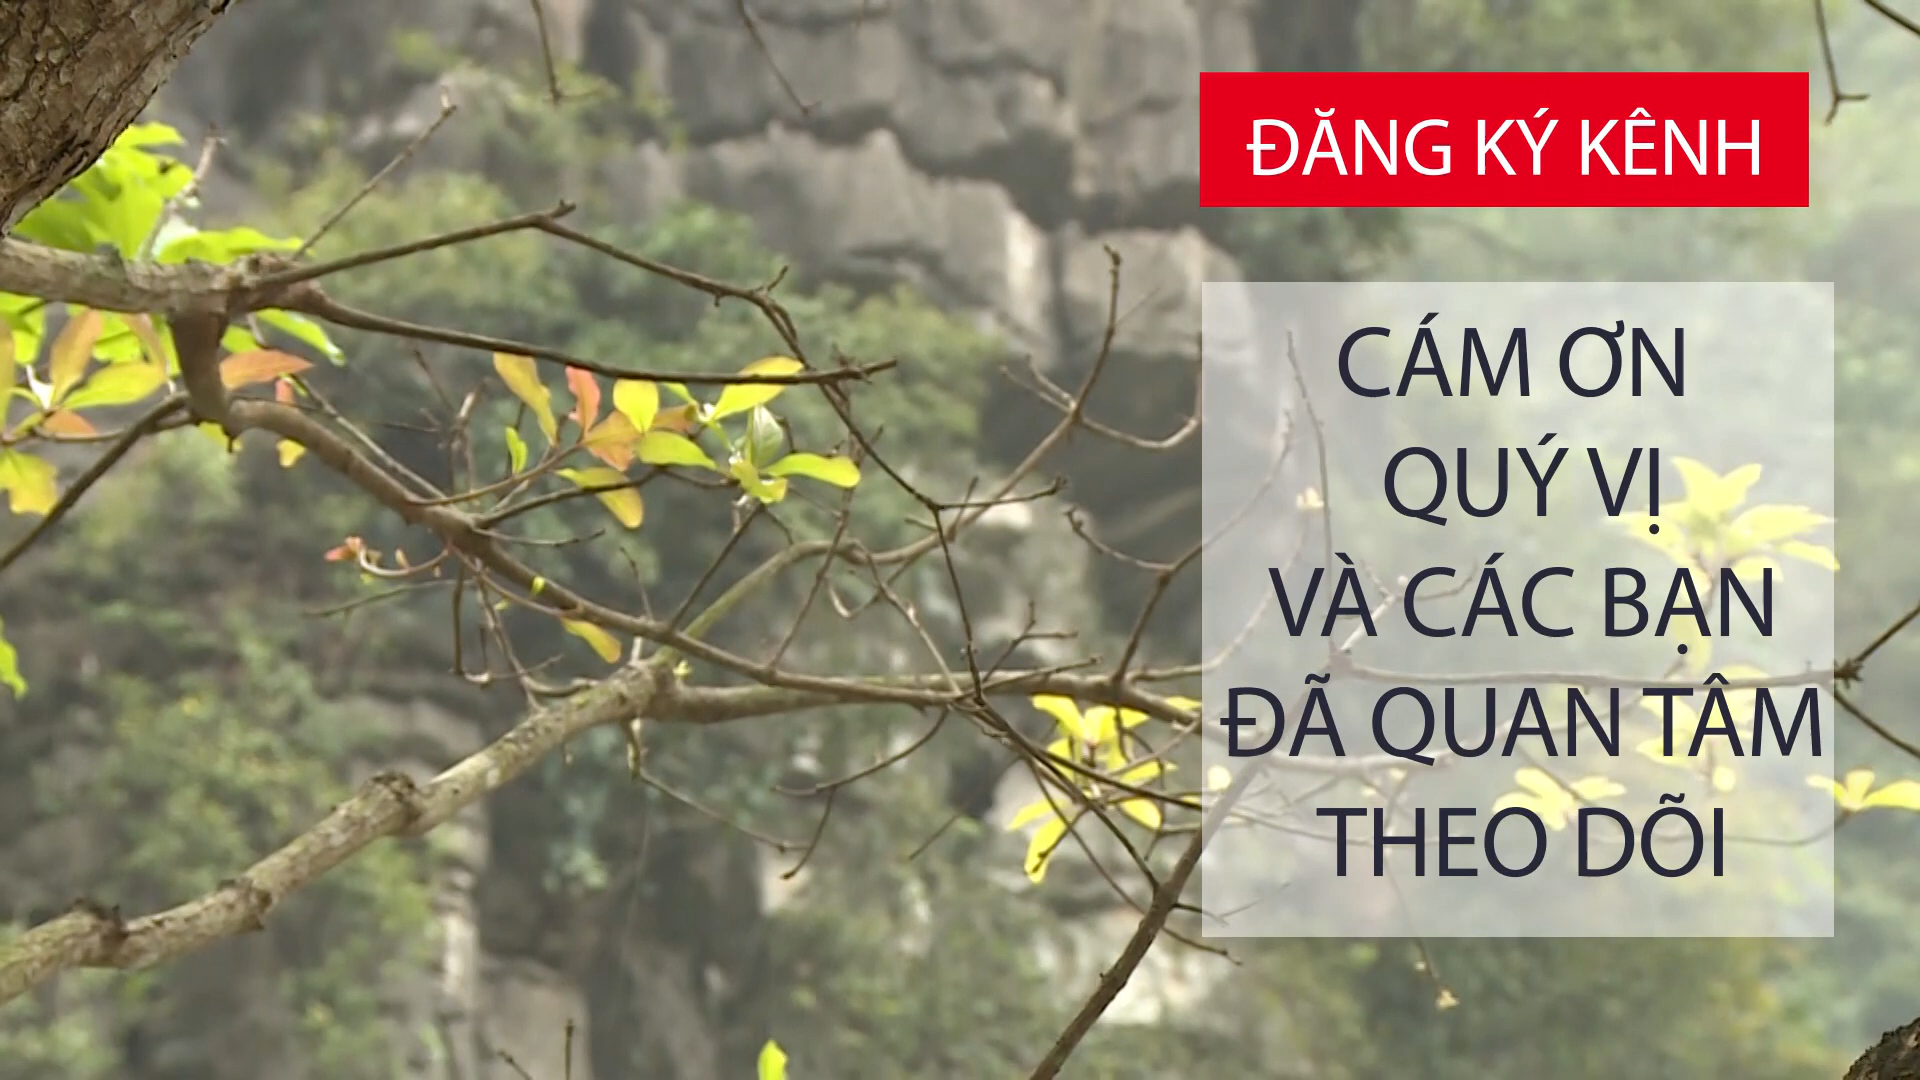 ĐĂNG KÝ KÊNH
CÁM ƠN
QUÝ VỊ
VÀ CÁC BẠN
ĐÃ QUAN TÂM
THEO DÕI